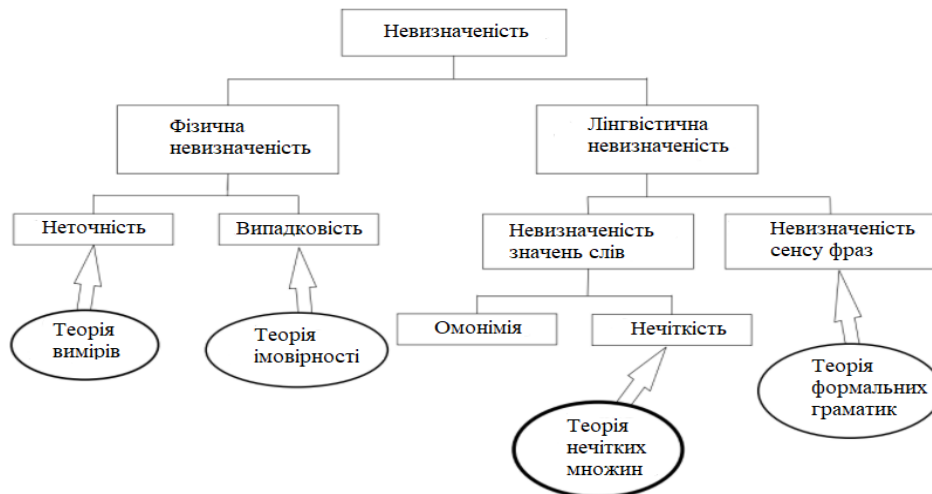 Невизначеність
Фізична
невизначеність
Лінгвістична
невизначеність
Неточність
Випадковість
Невизначеність
значень слів
Невизначеність
сенсу фраз
Омонімія
Нечіткість
Теорія
вимірів
Теорія
імовірності
Теорія
формальних
граматик
Теорія
нечітких
множин